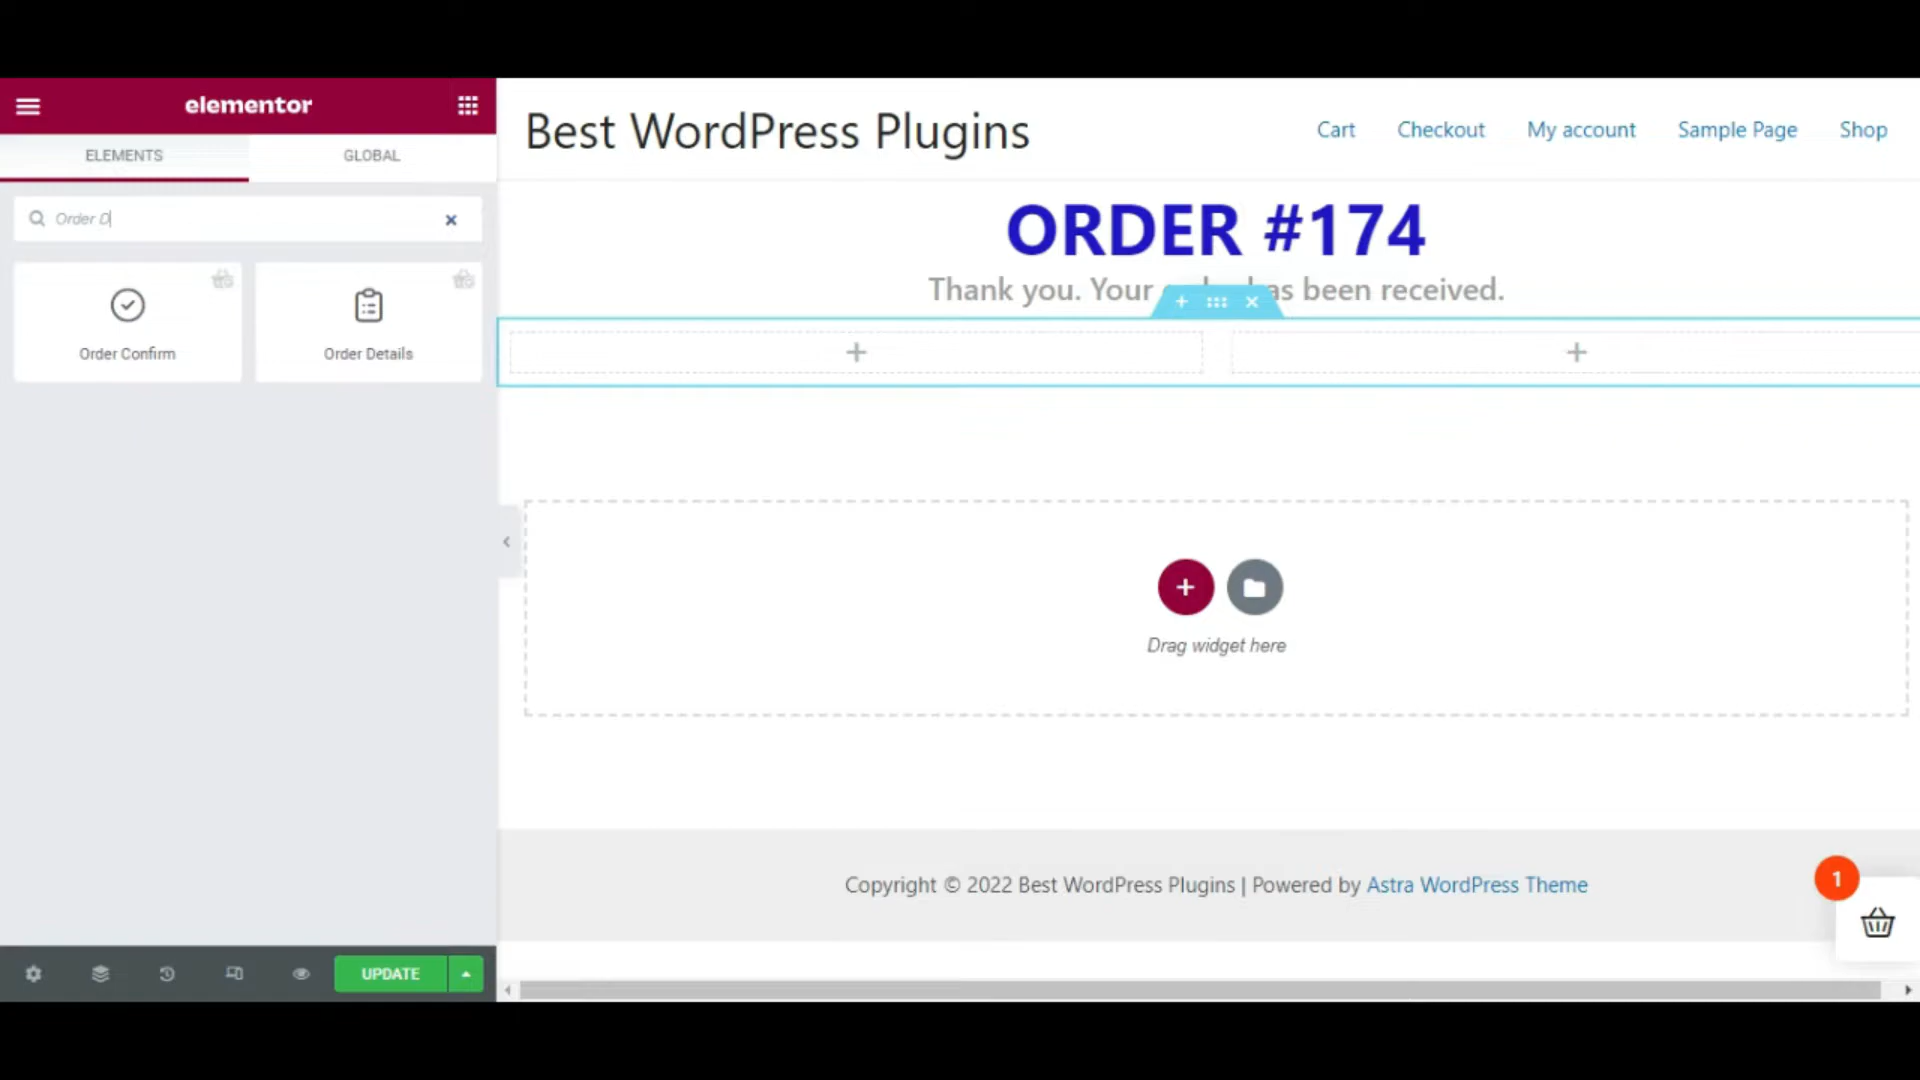 elementor
ELEMENTS
GLOBAL
Order D
Order Confirm
Order Details
UPDATE
Best WordPress Plugins
Cart
Checkout
My account
Sample Page
Shop
ORDER #174
Thank you. Your order has been received.
Drag widget here
Copyright © 2022 Best WordPress Plugins | Powered by Astra WordPress Theme
1